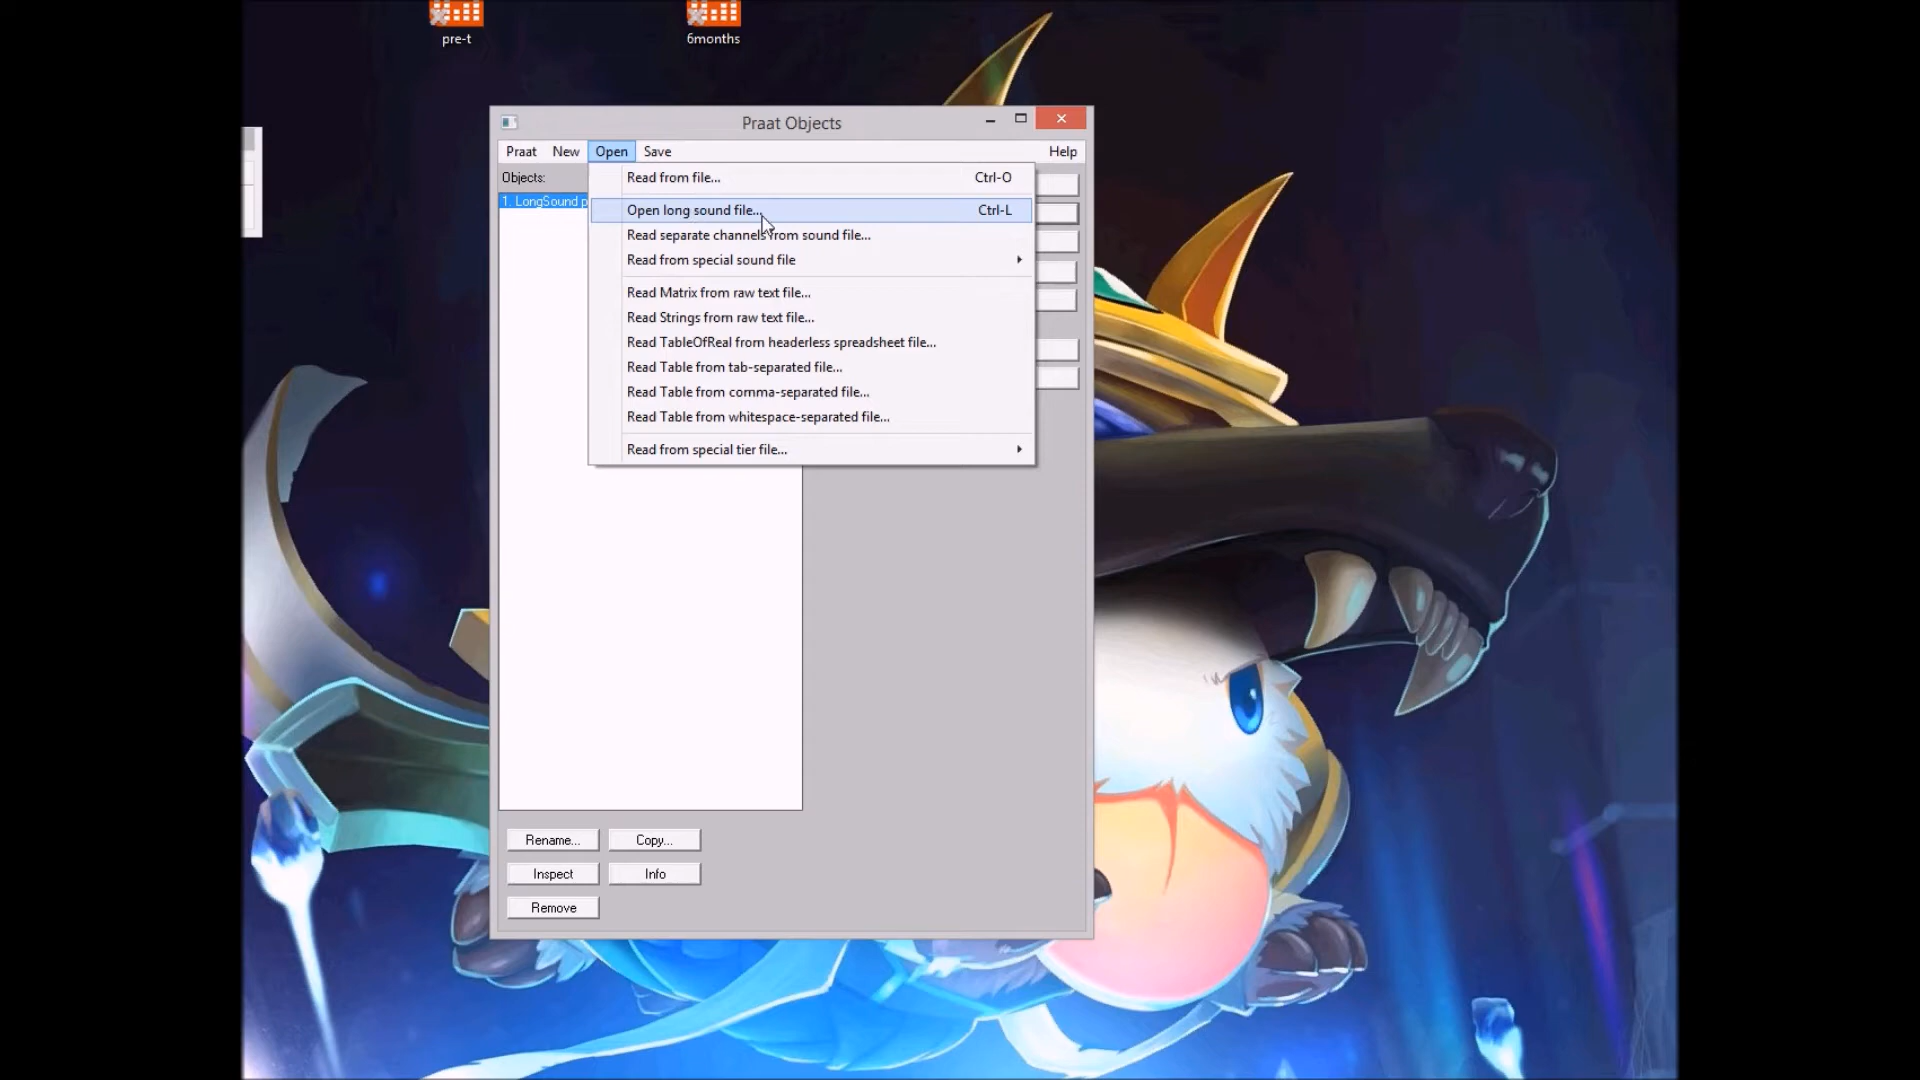 pre-t
6months
Praat Objects
Praat New Open Save Help
Objects:
1. LongSound p
Read from file... Ctrl-O
Open long sound file... Ctrl-L
Read separate channels from sound file...
Read from special sound file
Read Matrix from raw text file...
Read Strings from raw text file...
Read TableOfReal from headerless spreadsheet file...
Read Table from tab-separated file...
Read Table from comma-separated file...
Read Table from whitespace-separated file...
Read from special tier file...
Rename... Copy...
Inspect Info
Remove